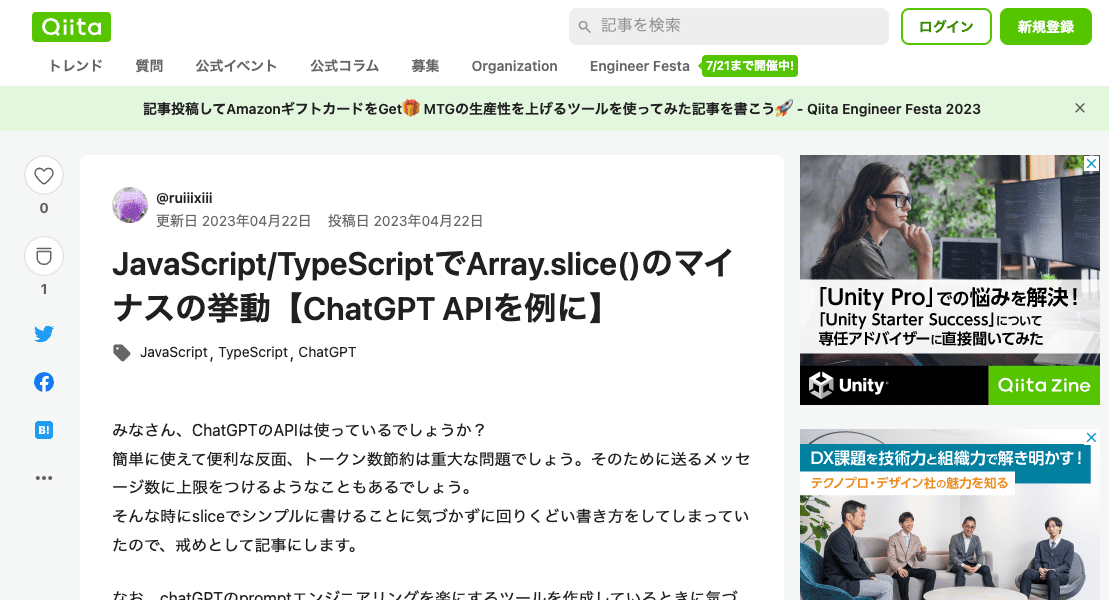 Qiita
記事を検索
ログイン
新規登録
トレンド 質問 公式イベント 公式コラム 募集 Organization Engineer Festa 7/21まで開催中!
記事投稿してAmazonギフトカードをGet🎁 MTGの生産性を上げるツールを使ってみた記事を書こう🚀 - Qiita Engineer Festa 2023
0
1
B!
@ruiiixiii
更新日 2023年04月22日 投稿日 2023年04月22日
JavaScript/TypeScriptでArray.slice()のマイ
ナスの挙動【ChatGPT APIを例に】
JavaScript, TypeScript, ChatGPT
みなさん、ChatGPTのAPIは使っているでしょうか？
簡単に使えて便利な反面、トークン数節約は重大な問題でしょう。そのために送るメッセ
ージ数に上限をつけるようなこともあるでしょう。
そんな時にsliceでシンプルに書けることに気づかずに回りくどい書き方をしてしまってい
たので、戒めとして記事にします。
なお、chatGPTのpromptエンジニアリングを楽にするツールを作成しているときに気づ
「Unity Pro」での悩みを解決！
「Unity Starter Success」について
専任アドバイザーに直接聞いてみた
Unity
Qiita Zine
DX課題を技術力と組織力で解き明かす！
テクノプロ・デザイン社の魅力を知る